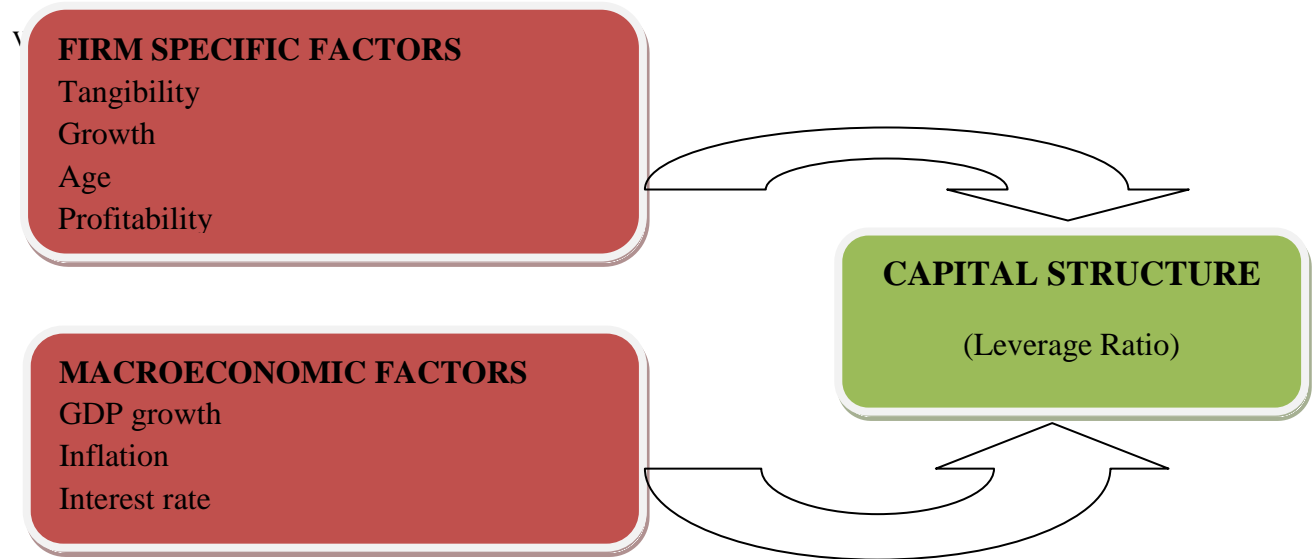 FIRM SPECIFIC FACTORS
Tangibility
Growth
Age
Profitability
CAPITAL STRUCTURE
(Leverage Ratio)
MACROECONOMIC FACTORS
GDP growth
Inflation
Interest rate